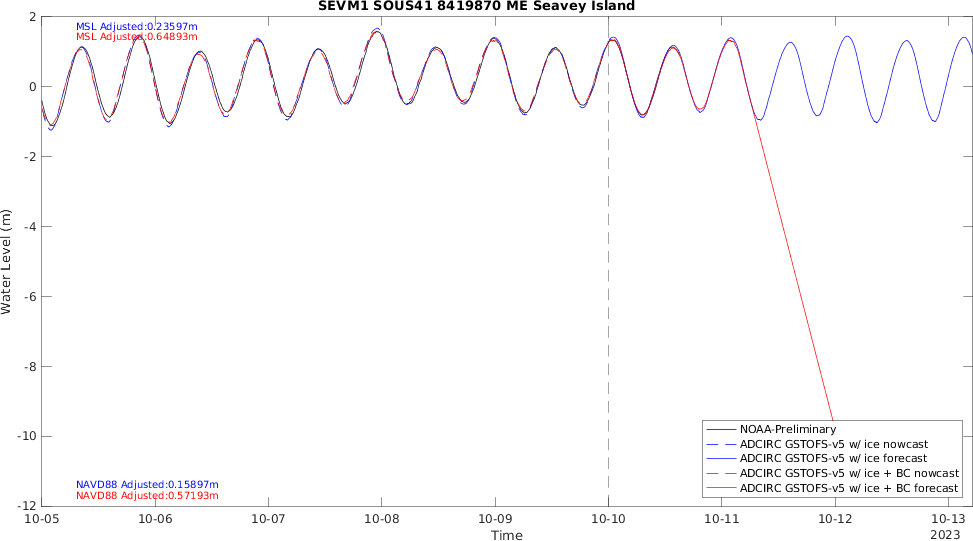 SEVM1 SOUS41 8419870 ME Seavey Island
MSL Adjusted:0.23597m
MSL Adjusted:0.64893m
2
0
-2
-4
-6
-8
-10
-12
Water Level (m)
NAVD88 Adjusted:0.15897m
NAVD88 Adjusted:0.57193m
NOAA-Preliminary
ADCIRC GSTOFS-v5 w/ ice nowcast
ADCIRC GSTOFS-v5 w/ ice forecast
ADCIRC GSTOFS-v5 w/ ice + BC nowcast
ADCIRC GSTOFS-v5 w/ ice + BC forecast
10-05 10-06 10-07 10-08 10-09 10-10 10-11 10-12 10-13
Time 2023